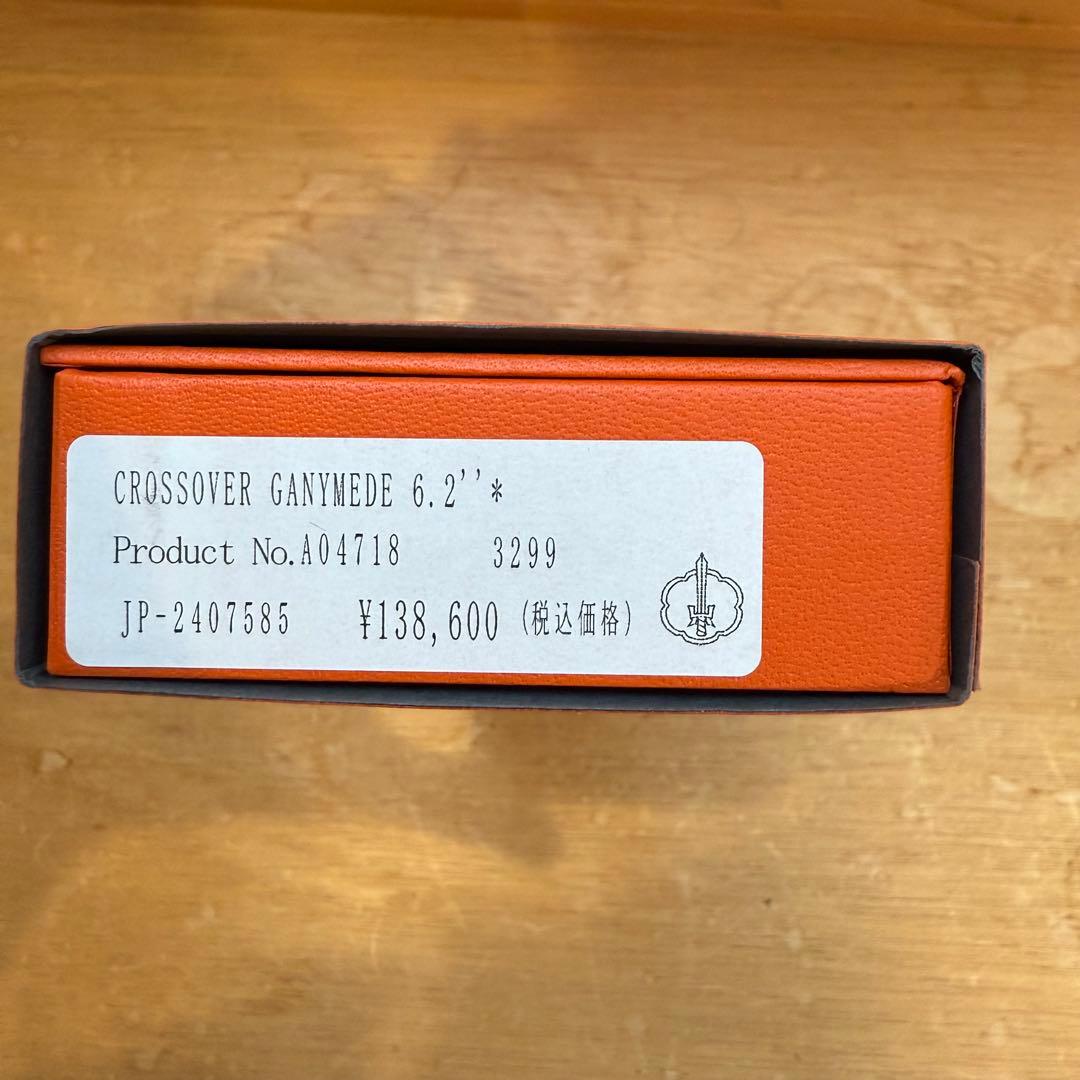 CROSSOVER GANYMEDE 6.2''*
Product No.A04718 3299
JP-2407585 ¥138,600 (税込価格)